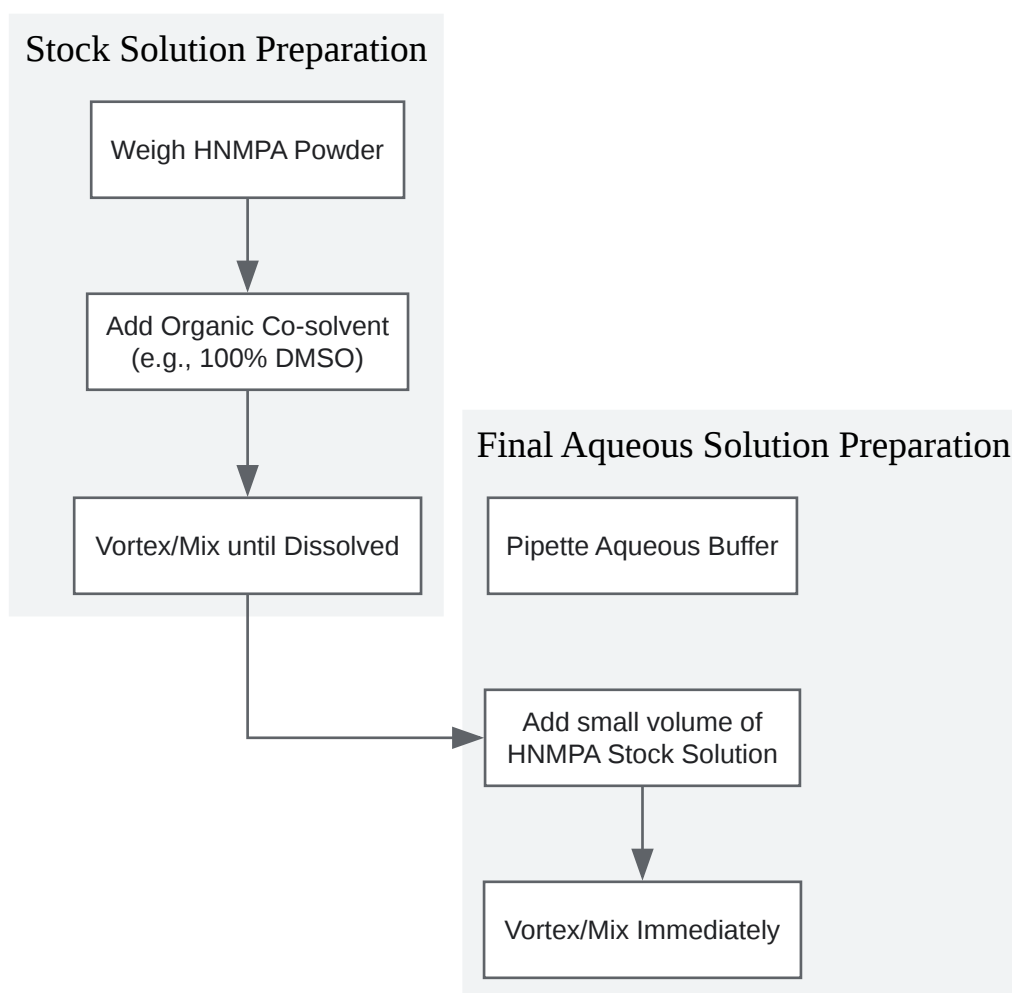 Stock Solution Preparation
Weigh HNMPA Powder
Add Organic Co-solvent
(e.g., 100% DMSO)
Vortex/Mix until Dissolved
Final Aqueous Solution Preparation
Pipette Aqueous Buffer
Add small volume of
HNMPA Stock Solution
Vortex/Mix Immediately